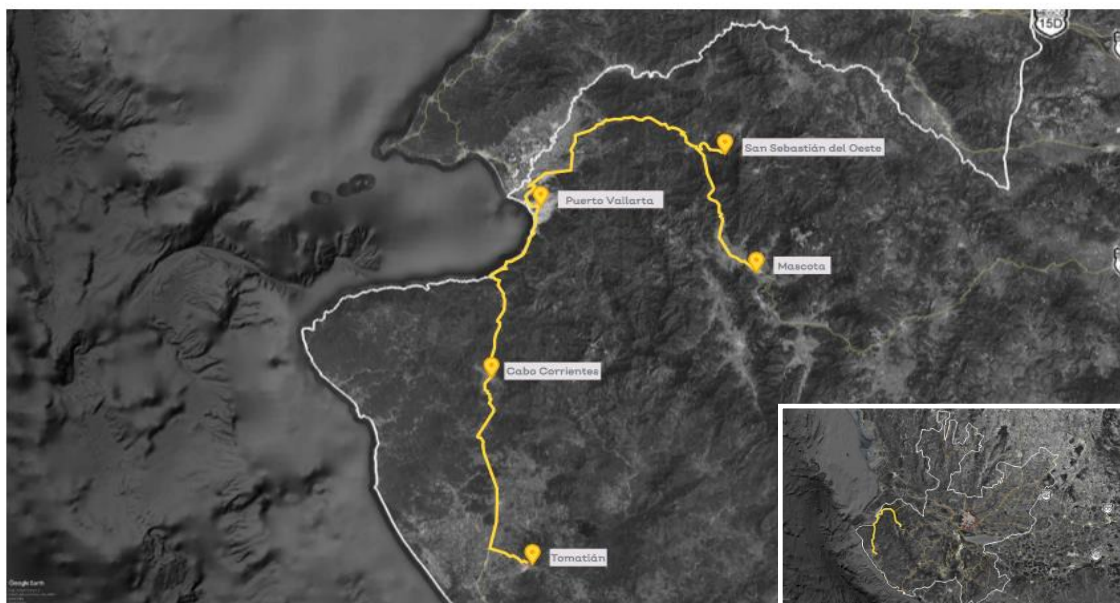 15D
San Sebastián del Oeste
Puerto Vallarta
Mascota
Cabo Corrientes
Tomatlán
Google Earth